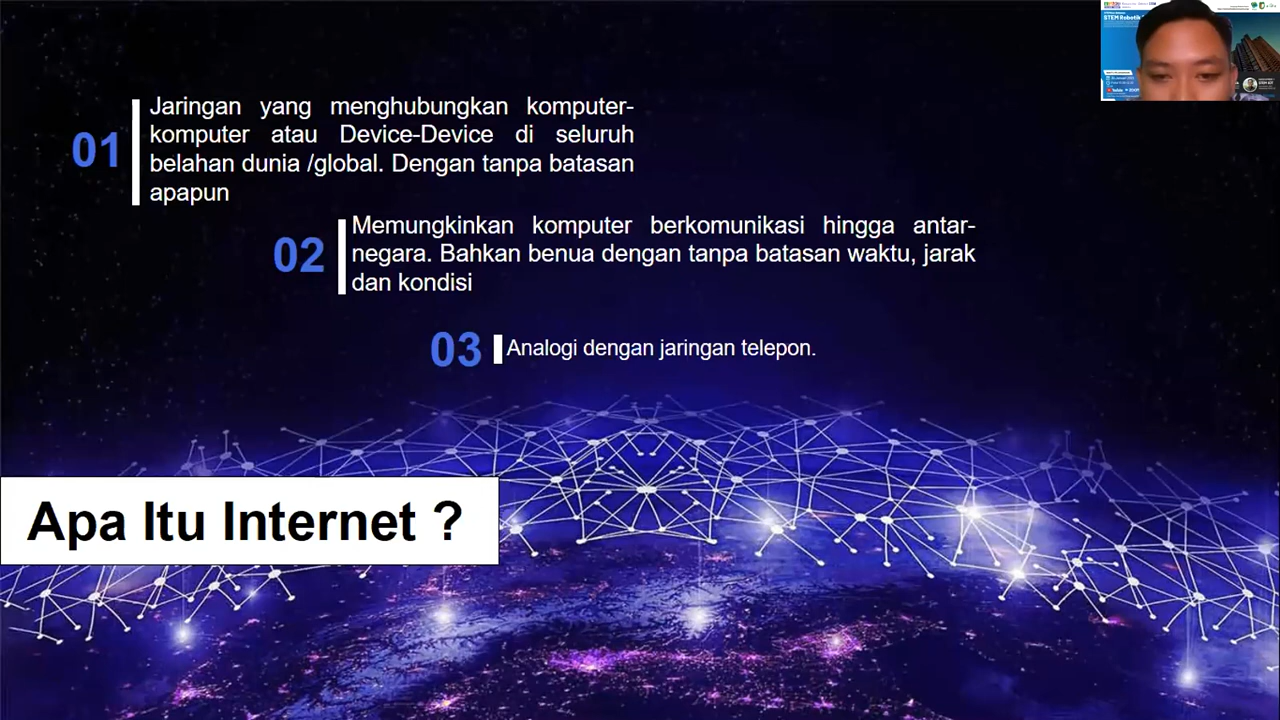 Jaringan yang menghubungkan komputer-
01
komputer atau Device-Device di seluruh
belahan dunia /global. Dengan tanpa batasan
apapun
Memungkinkan komputer berkomunikasi hingga antar-
02
negara. Bahkan benua dengan tanpa batasan waktu, jarak
dan kondisi
03
Analogi dengan jaringan telepon.
Apa Itu Internet ?
STEM Robotik